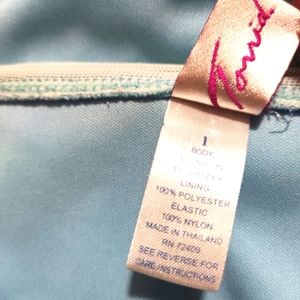 1
BODY
LINING
100% POLYESTER
ELASTIC
100% NYLON
MADE IN THAILAND
RN 72409
SEE REVERSE FOR
CARE INSTRUCTIONS